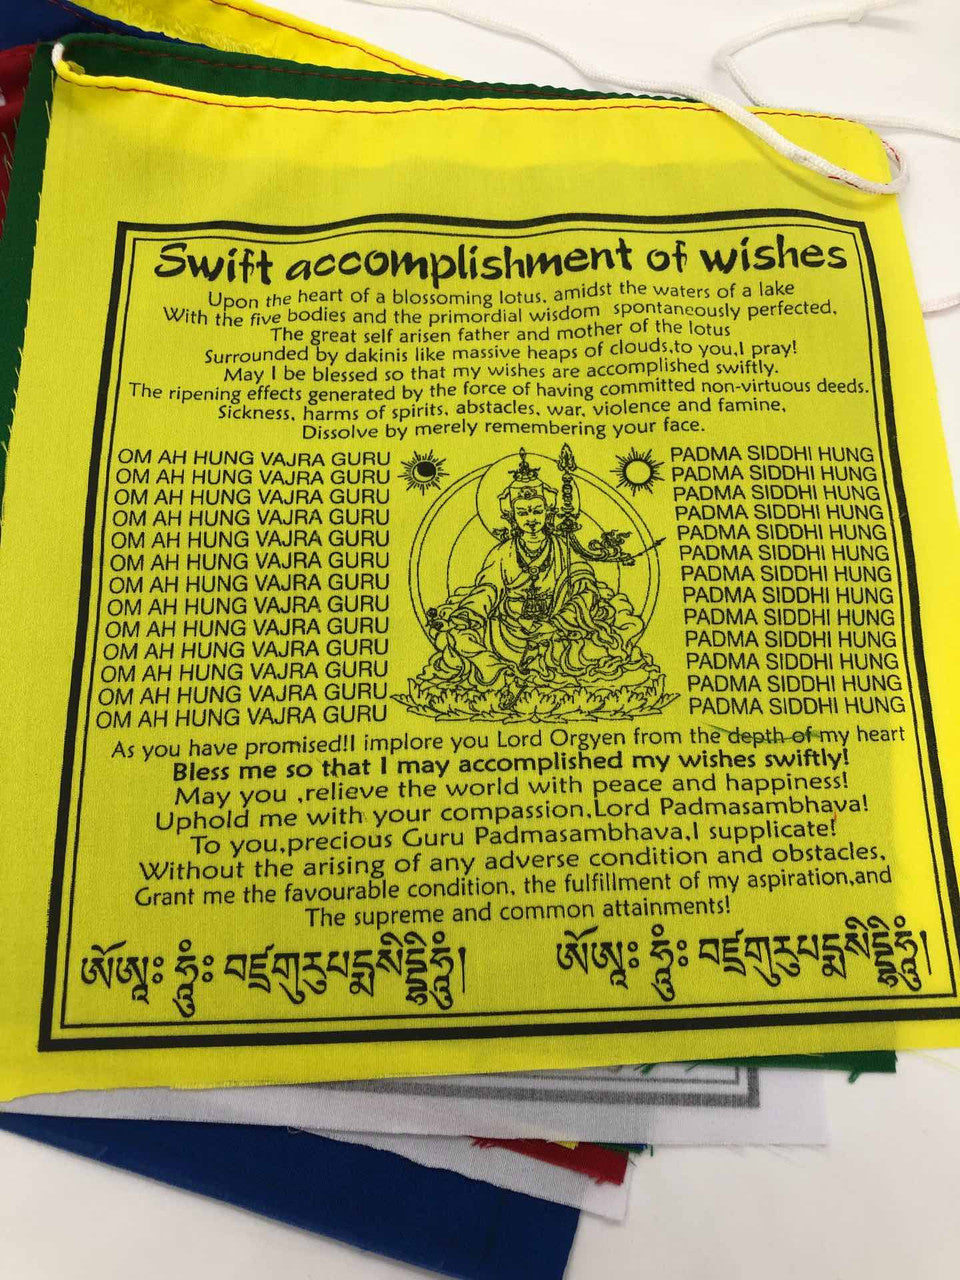 Swift accomplishment of wishes
Upon the heart of a blossoming lotus, amidst the waters of a lake
With the five bodies and the primordial wisdom spontaneously perfected,
The great self arisen father and mother of the lotus
Surrounded by dakinis like massive heaps of clouds,to you,I pray!
May I be blessed so that my wishes are accomplished swiftly.
The ripening effects generated by the force of having committed non-virtuous deeds.
Sickness, harms of spirits, abstacles, war, violence and famine,
Dissolve by merely remembering your face.
OM AH HUNG VAJRA GURU PADMA SIDDHI HUNG
OM AH HUNG VAJRA GURU PADMA SIDDHI HUNG
OM AH HUNG VAJRA GURU PADMA SIDDHI HUNG
OM AH HUNG VAJRA GURU PADMA SIDDHI HUNG
OM AH HUNG VAJRA GURU PADMA SIDDHI HUNG
OM AH HUNG VAJRA GURU PADMA SIDDHI HUNG
OM AH HUNG VAJRA GURU PADMA SIDDHI HUNG
OM AH HUNG VAJRA GURU PADMA SIDDHI HUNG
OM AH HUNG VAJRA GURU PADMA SIDDHI HUNG
OM AH HUNG VAJRA GURU PADMA SIDDHI HUNG
OM AH HUNG VAJRA GURU PADMA SIDDHI HUNG
OM AH HUNG VAJRA GURU PADMA SIDDHI HUNG
OM AH HUNG VAJRA GURU PADMA SIDDHI HUNG
As you have promised!I implore you Lord Orgyen from the depth of my heart
Bless me so that I may accomplished my wishes swiftly!
May you ,relieve the world with peace and happiness!
Uphold me with your compassion,Lord Padmasambhava!
To you,precious Guru Padmasambhava,I supplicate!
Without the arising of any adverse condition and obstacles,
Grant me the favourable condition, the fulfillment of my aspiration,and
The supreme and common attainments!
ཨོཾ་ཨཱཿ ཧཱུྃ༔ བཛྲ་གུ་རུ་པདྨ་སིདྡྷི་ཧཱུྃ། ཨོཾ་ཨཱཿ ཧཱུྃ༔ བཛྲ་གུ་རུ་པདྨ་སིདྡྷི་ཧཱུྃ།